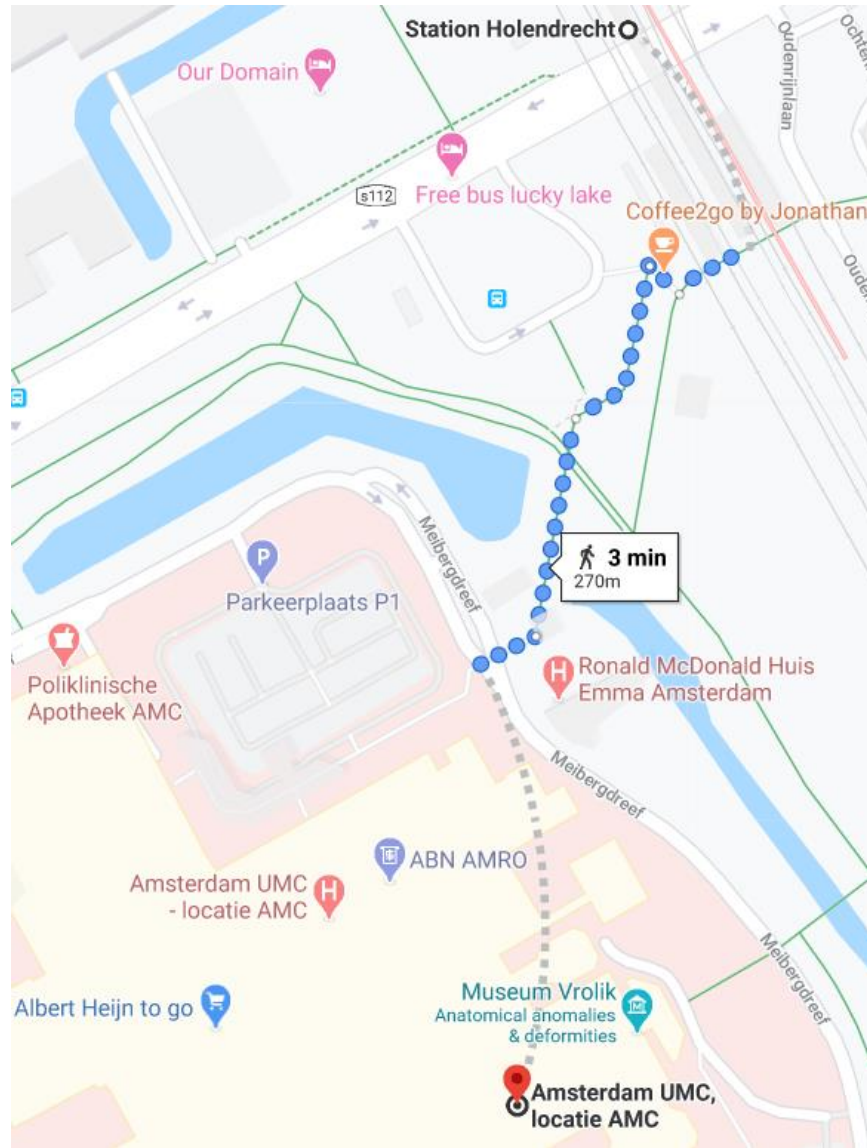 Station Holendrecht
Our Domain
Oudenrijnlaan
s112
Free bus lucky lake
Coffee2go by Jonathan
3 min
270m
Meibergdreef
P
Parkeerplaats P1
Poliklinische
Apotheek AMC
H
Ronald McDonald Huis
Emma Amsterdam
Meibergdreef
ABN AMRO
Amsterdam UMC
- locatie AMC
H
Meibergdreef
Albert Heijn to go
Museum Vrolik
Anatomical anomalies
& deformities
M
Amsterdam UMC,
locatie AMC